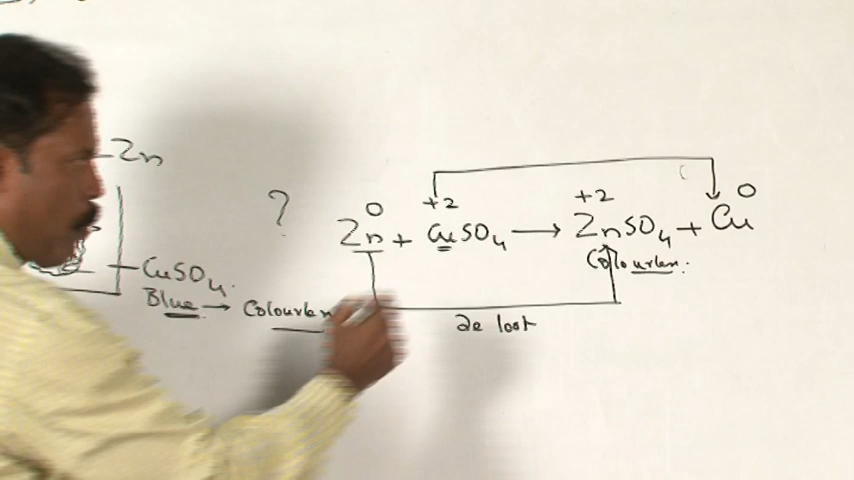 Zn
?
0
+2
+2
0
Zn + CuSO4 → ZnSO4 + Cu
Colourless.
CuSO4.
Blue → Colourless
2e lost